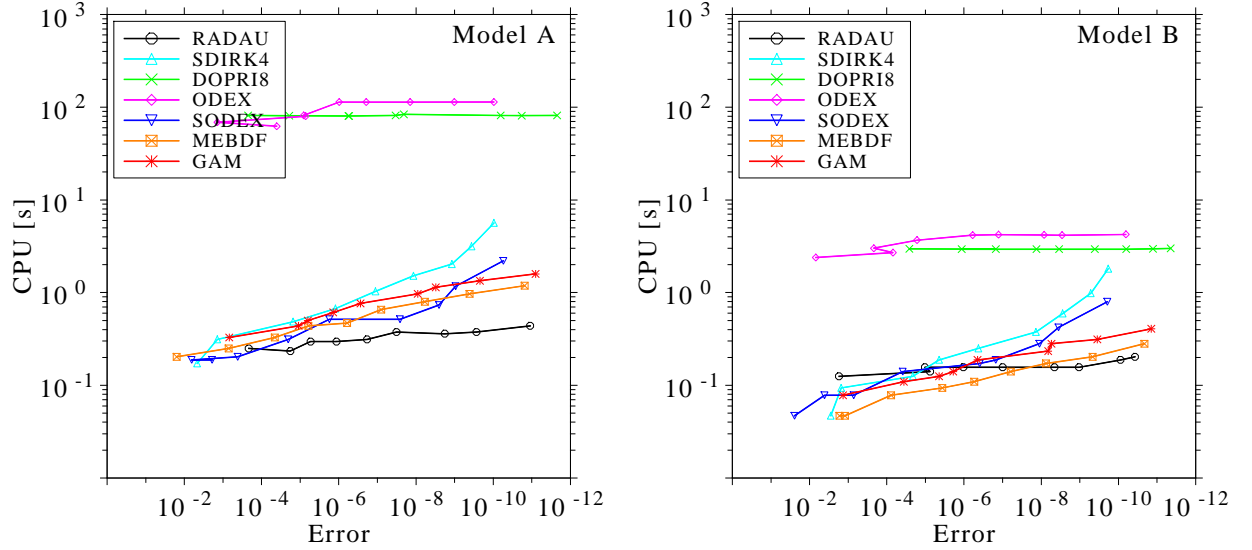 10 3
10 2
10 1
10 0
10 -1
CPU [s]
RADAU
SDIRK4
DOPRI8
ODEX
SODEX
MEBDF
GAM
Model A
10 -2 10 -4 10 -6 10 -8 10 -10 10 -12
Error
10 3
10 2
10 1
10 0
10 -1
CPU [s]
RADAU
SDIRK4
DOPRI8
ODEX
SODEX
MEBDF
GAM
Model B
10 -2 10 -4 10 -6 10 -8 10 -10 10 -12
Error